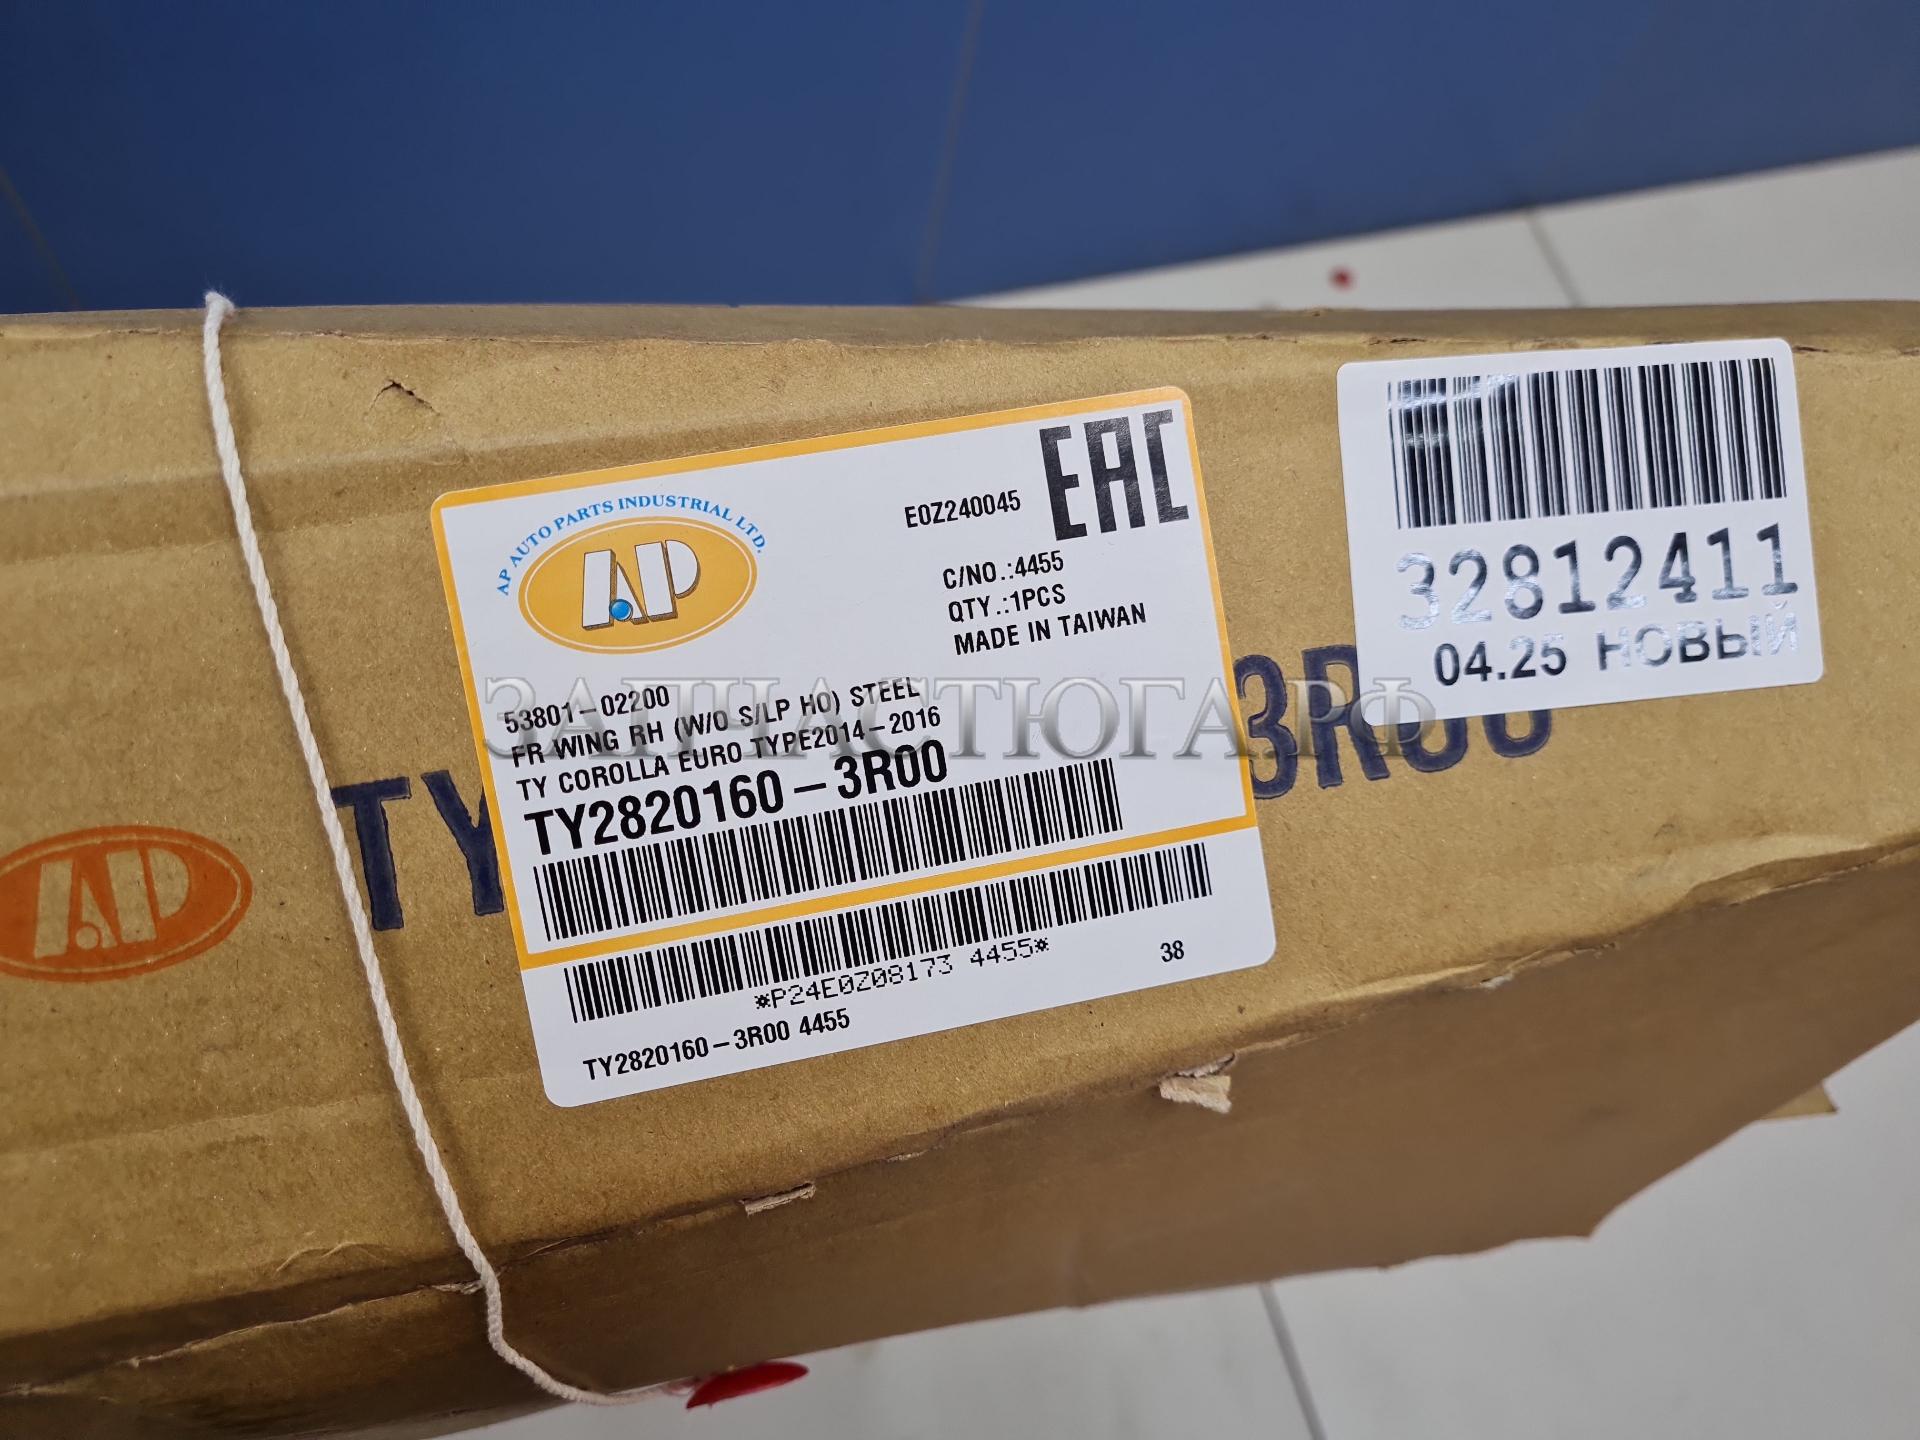 AP AUTO PARTS INDUSTRIAL LTD.
AP
E0Z240045
EAC
C/NO.:4455
QTY.:1PCS
MADE IN TAIWAN
53801-02200
FR WING RH (W/O S/LP HO) STEEL
TY COROLLA EURO TYPE2014-2016
TY2820160-3R00
*P24E0Z08173 4455*
38
TY2820160-3R00 4455
32812411
04.25 НОВЫЙ
ЗАПЧАСТЮГА.РФ
AP
TY
3R00